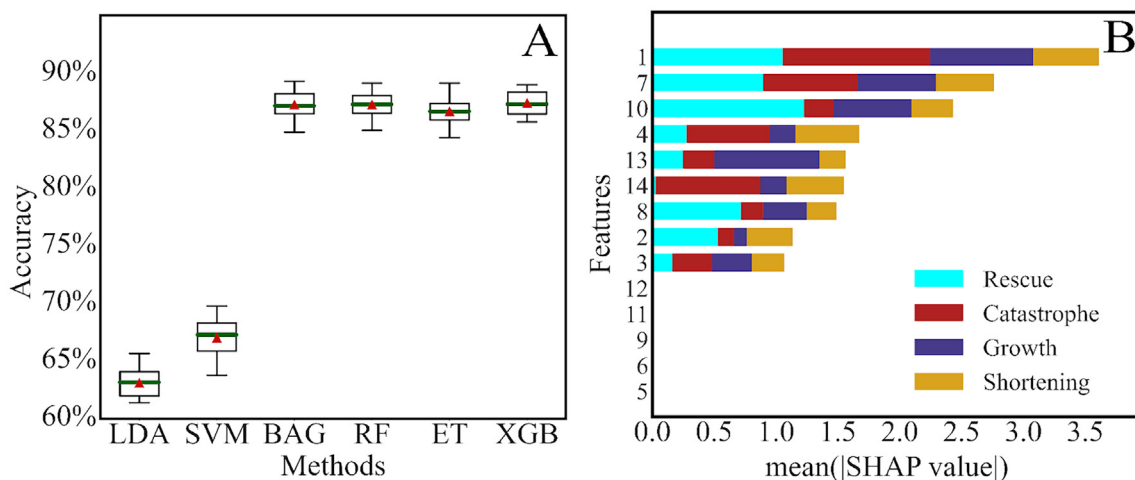 A
90%
85%
80%
75%
70%
65%
60%
Accuracy
LDA SVM BAG RF ET XGB
Methods
B
1
7
10
4
13
14
8
2
3
12
11
9
6
5
Features
Rescue
Catastrophe
Growth
Shortening
0.0 0.5 1.0 1.5 2.0 2.5 3.0 3.5
mean(|SHAP value|)